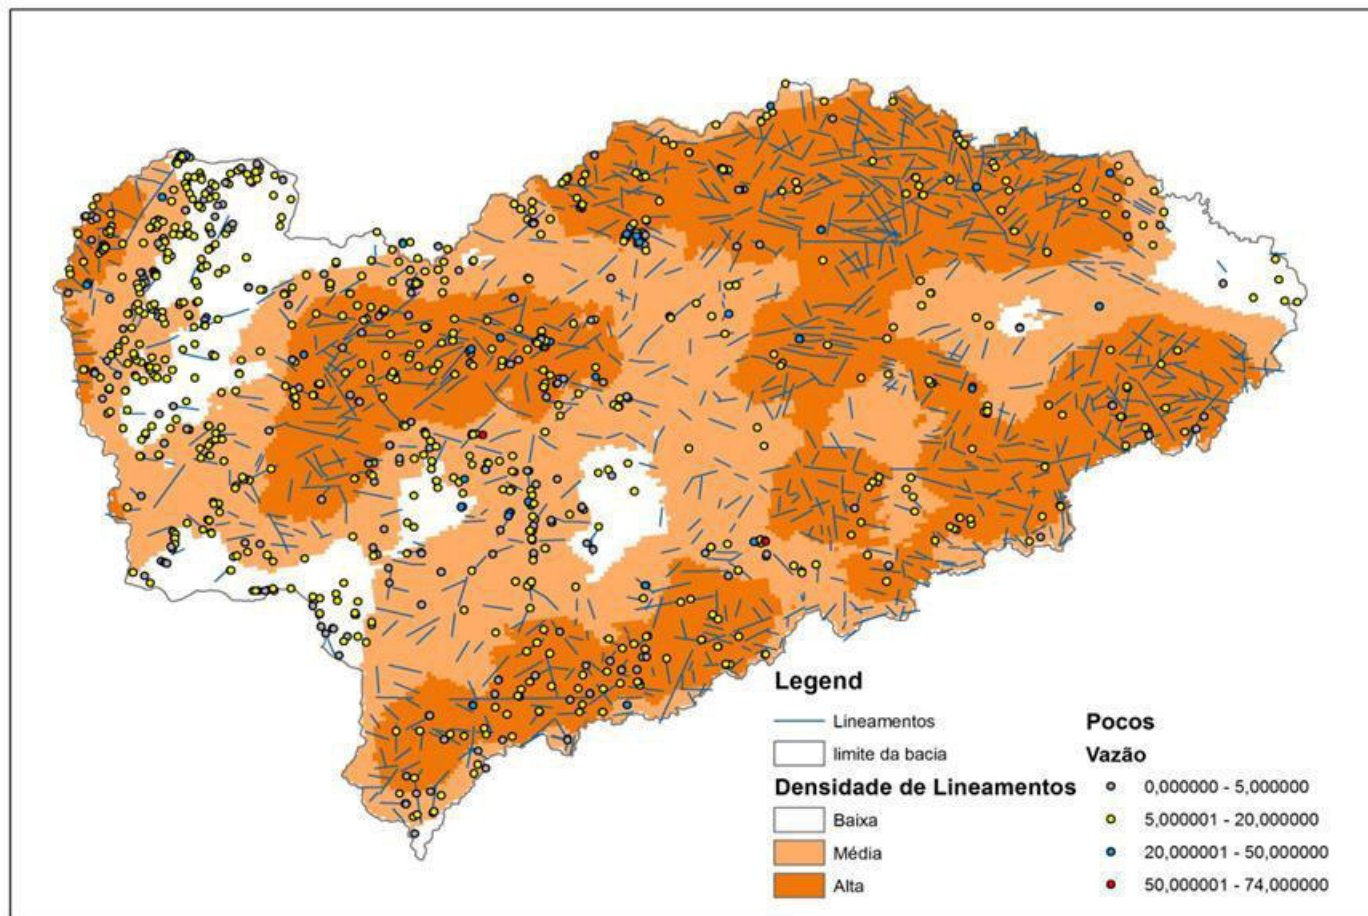 Legend
Lineamentos
limite da bacia
Densidade de Lineamentos
Baixa
Média
Alta
Pocos
Vazão
0,000000 - 5,000000
5,000001 - 20,000000
20,000001 - 50,000000
50,000001 - 74,000000